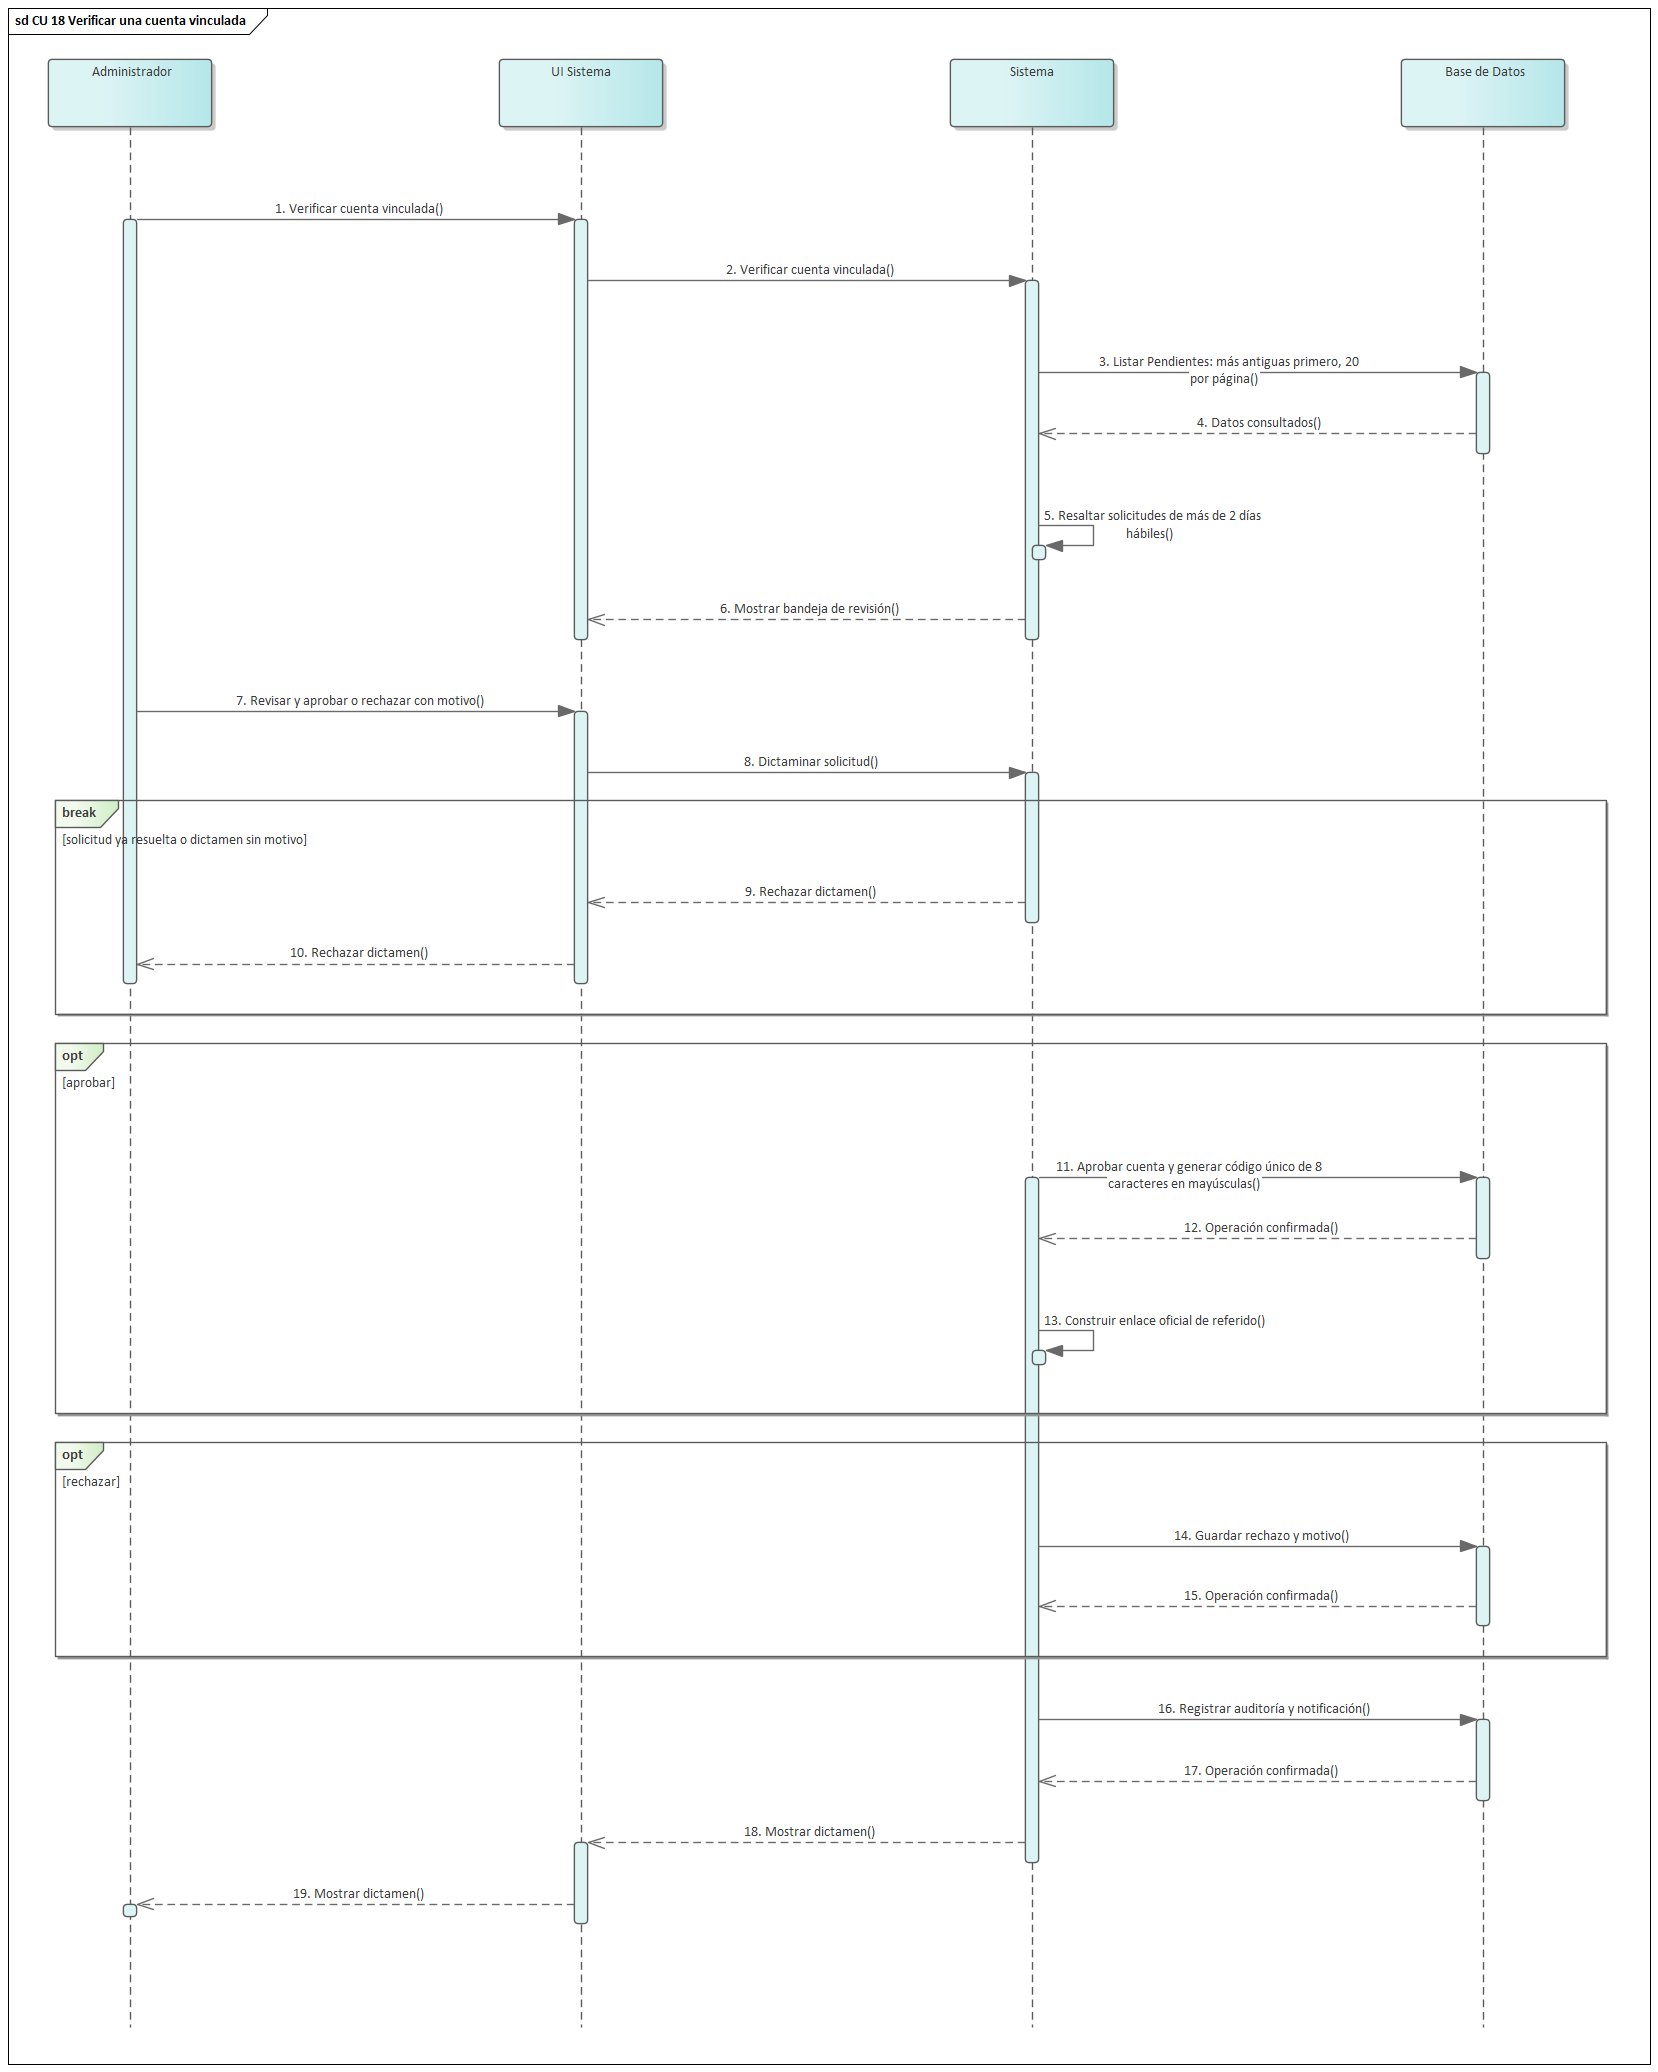 sd CU 18 Verificar una cuenta vinculada
Administrador
UI Sistema
Sistema
Base de Datos
1. Verificar cuenta vinculada()
2. Verificar cuenta vinculada()
3. Listar Pendientes: más antiguas primero, 20
por página()
4. Datos consultados()
5. Resaltar solicitudes de más de 2 días
hábiles()
6. Mostrar bandeja de revisión()
7. Revisar y aprobar o rechazar con motivo()
8. Dictaminar solicitud()
break
[solicitud ya resuelta o dictamen sin motivo]
9. Rechazar dictamen()
10. Rechazar dictamen()
opt
[aprobar]
11. Aprobar cuenta y generar código único de 8
caracteres en mayúsculas()
12. Operación confirmada()
13. Construir enlace oficial de referido()
opt
[rechazar]
14. Guardar rechazo y motivo()
15. Operación confirmada()
16. Registrar auditoría y notificación()
17. Operación confirmada()
18. Mostrar dictamen()
19. Mostrar dictamen()